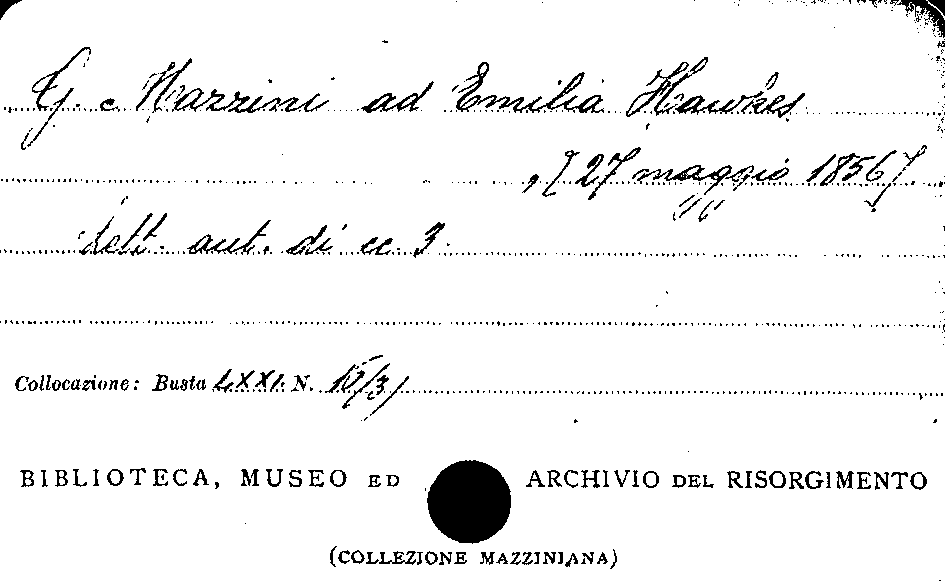 G. Mazzini ad Emilia Hawkes
[27 maggio 1856].
lett. aut. di cc. 3.
Collocazione: Busta LXXI. N. 15/3)
BIBLIOTECA, MUSEO ED ARCHIVIO DEL RISORGIMENTO
(COLLEZIONE MAZZINIANA)